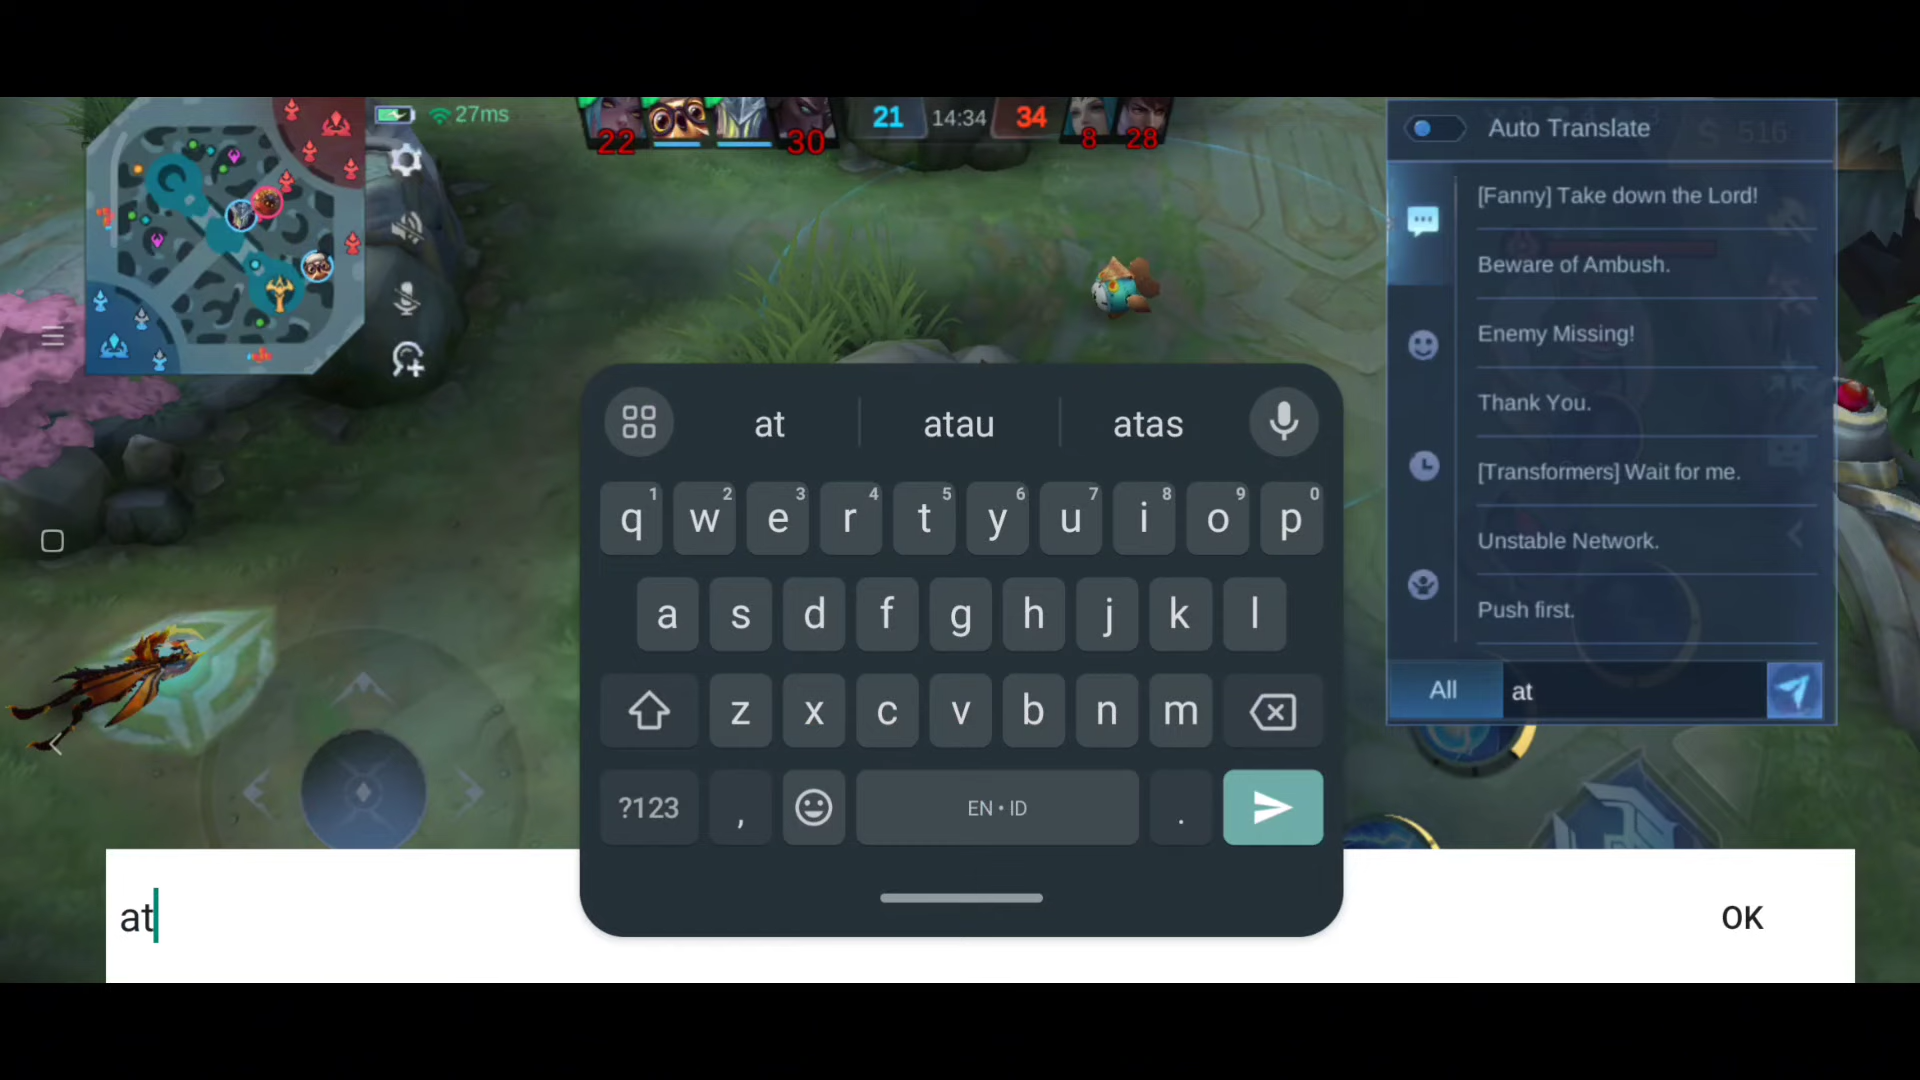 27ms
22
30
21
14:34
34
8
28
Auto Translate
516
[Fanny] Take down the Lord!
Beware of Ambush.
Enemy Missing!
Thank You.
[Transformers] Wait for me.
Unstable Network.
Push first.
All
at
at
atau
atas
q 1 w 2 e 3 r 4 t 5 y 6 u 7 i 8 o 9 p 0
a s d f g h j k l
z x c v b n m
?123 , EN • ID .
at
OK